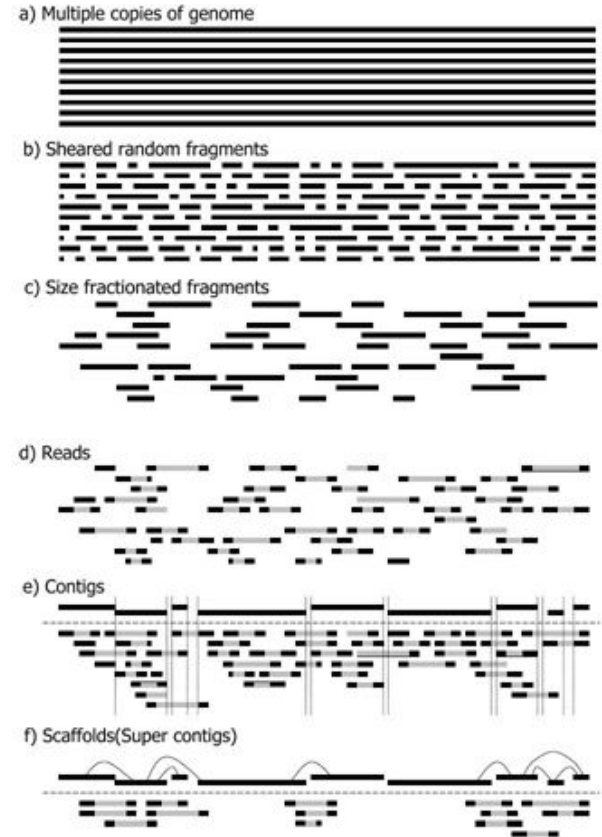 a) Multiple copies of genome
b) Sheared random fragments
c) Size fractionated fragments
d) Reads
e) Contigs
f) Scaffolds(Super contigs)